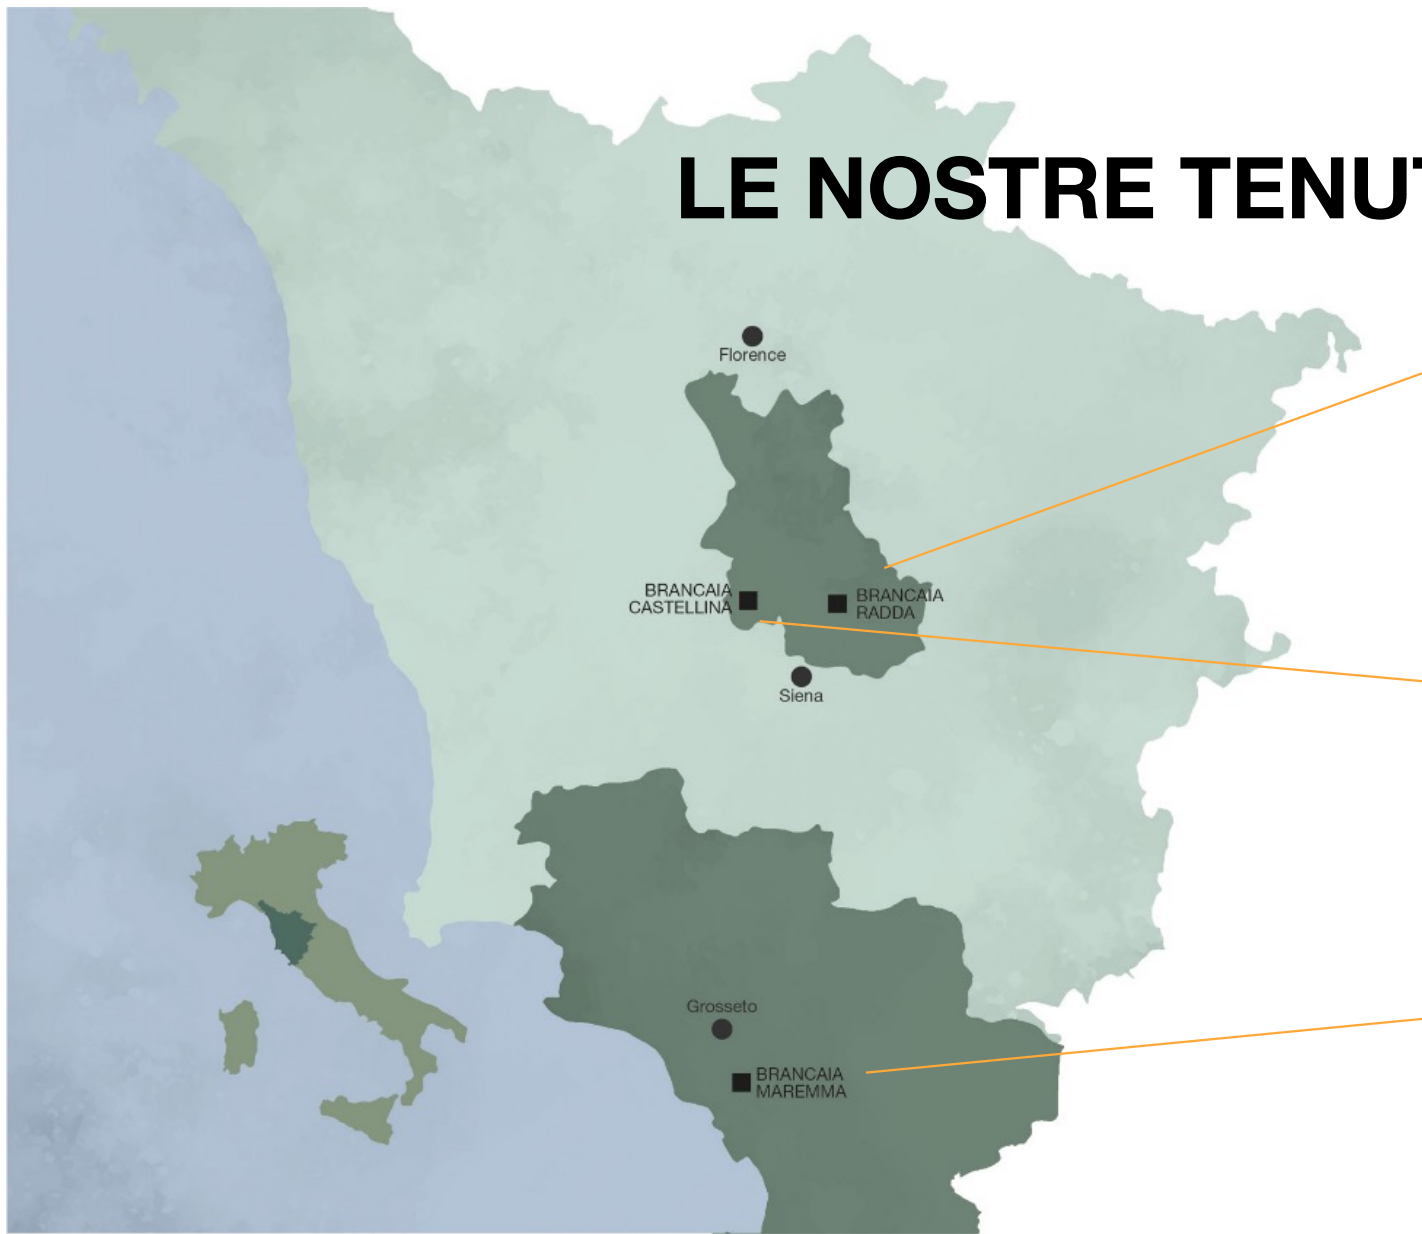 LE NOSTRE TENU
Florence
BRANCAIA
CASTELLINA
BRANCAIA
RADDA
Siena
Grosseto
BRANCAIA
MAREMMA